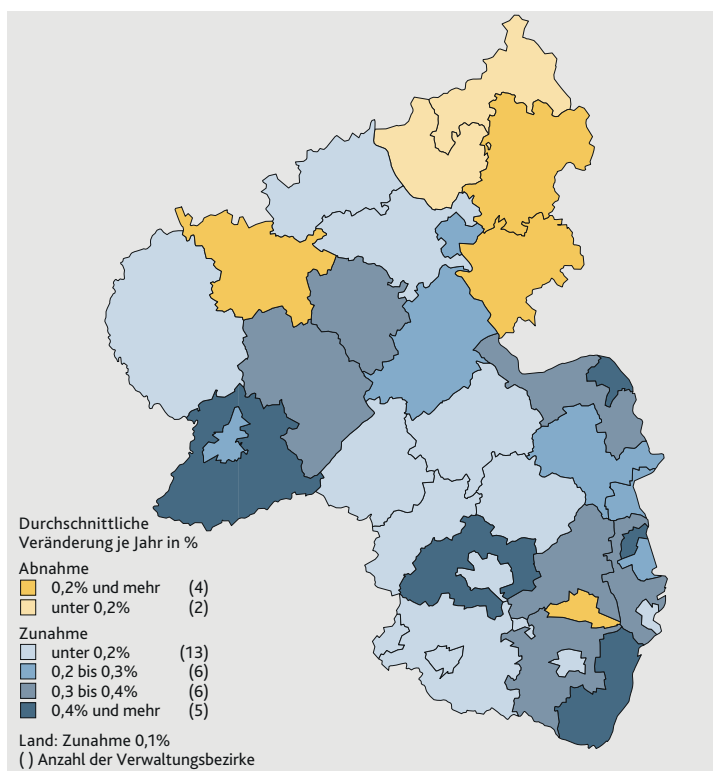 Durchschnittliche
Veränderung je Jahr in %
Abnahme
0,2% und mehr (4)
unter 0,2% (2)
Zunahme
unter 0,2% (13)
0,2 bis 0,3% (6)
0,3 bis 0,4% (6)
0,4% und mehr (5)
Land: Zunahme 0,1%
( ) Anzahl der Verwaltungsbezirke